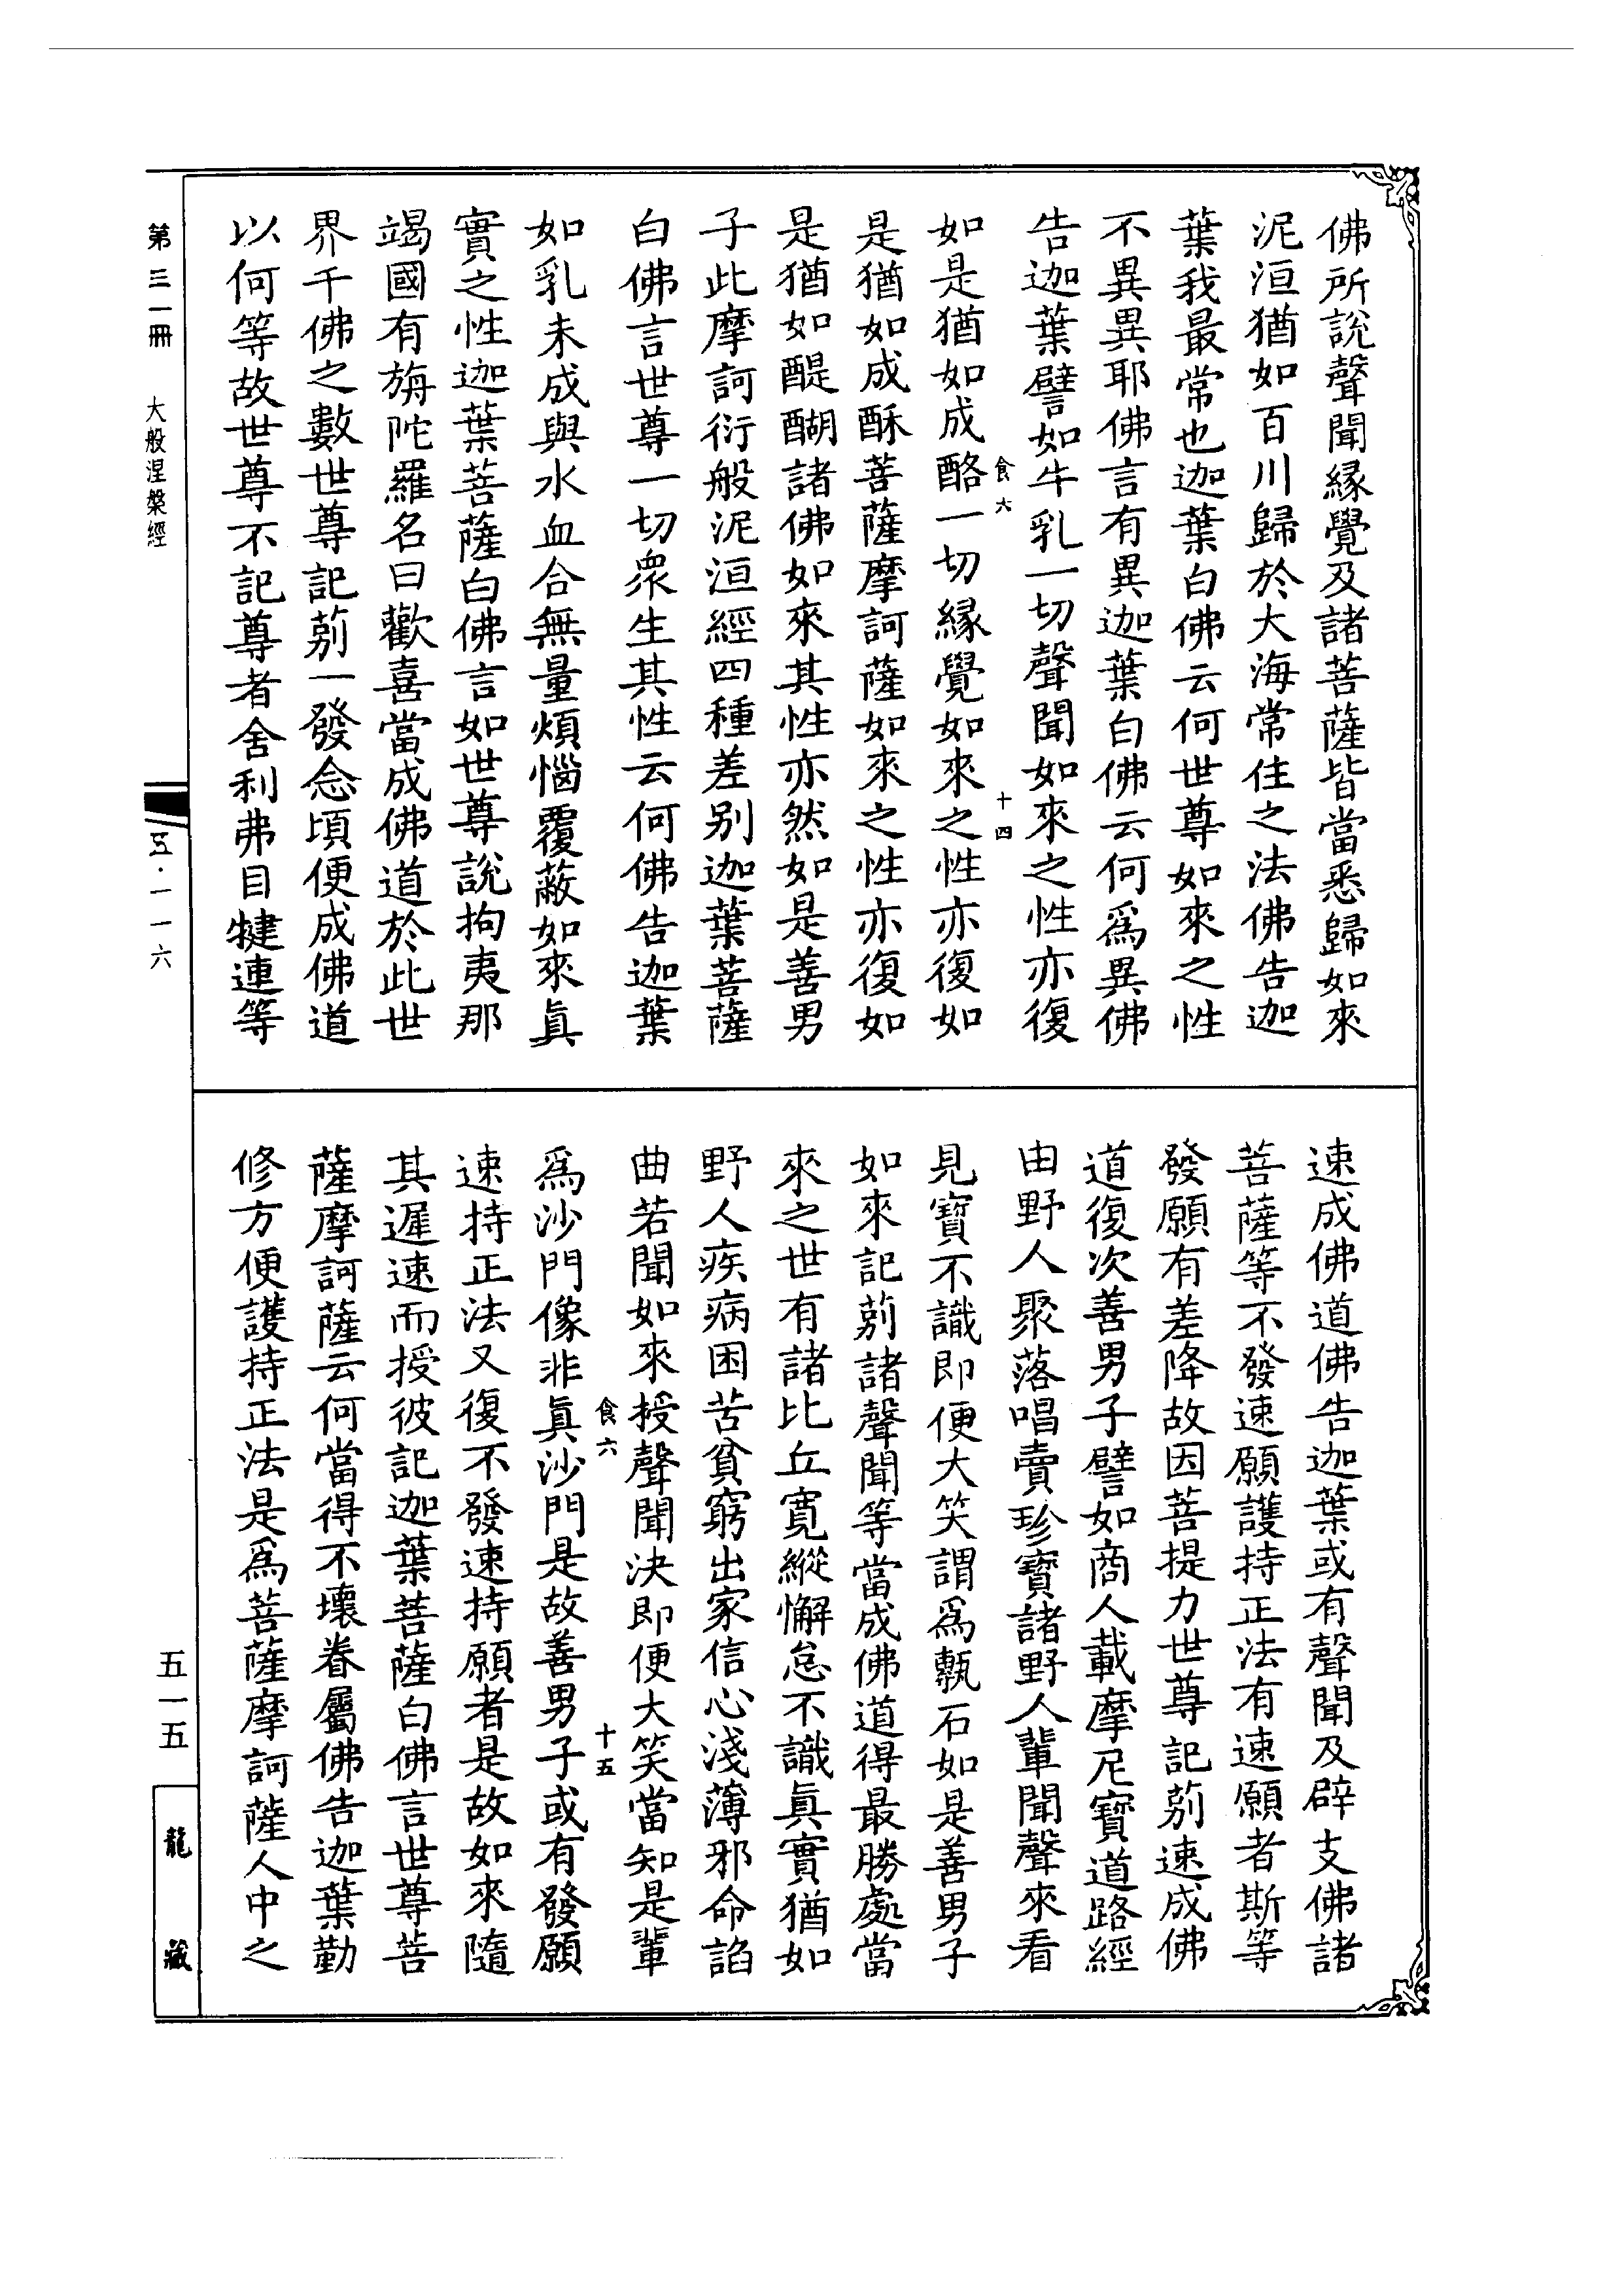 佛所說聲聞緣覺及諸菩薩皆當悉歸如來
泥洹猶如百川歸於大海常住之法佛告迦
葉我最常也迦葉白佛云何世尊如來之性
不異異耶佛言有異迦葉白佛云何為異佛
告迦葉譬如牛乳一切聲聞如來之性亦復
食六 十四
如是猶如成酪一切緣覺如來之性亦復如
是猶如成酥菩薩摩訶薩如來之性亦復如
是猶如醍醐諸佛如來其性亦然如是善男
子此摩訶衍般泥洹經四種差别迦葉菩薩
白佛言世尊一切衆生其性云何佛告迦葉
如乳未成與水血合無量煩惱覆蔽如來眞
實之性迦葉菩薩白佛言如世尊說拘夷那
竭國有旃陀羅名曰歡喜當成佛道於此世
界千佛之數世尊記莂一發念頃便成佛道
以何等故世尊不記尊者舍利弗目犍連等
速成佛道佛告迦葉或有聲聞及辟支佛諸
菩薩等不發速願護持正法有速願者斯等
發願有差降故因菩提力世尊記莂速成佛
道復次善男子譬如商人載摩尼寶道路經
由野人聚落唱賣珍寶諸野人輩聞聲來看
見寶不識即便大笑謂為甎石如是善男子
如來記莂諸聲聞等當成佛道得最勝處當
來之世有諸比丘寬縱懈怠不識眞實猶如
野人疾病困苦貧窮出家信心淺薄邪命諂
曲若聞如來授聲聞決即便大笑當知是輩
食六 十五
為沙門像非眞沙門是故善男子或有發願
速持正法又復不發速持願者是故如來隨
其遲速而授彼記迦葉菩薩白佛言世尊菩
薩摩訶薩云何當得不壞眷屬佛告迦葉勤
修方便護持正法是為菩薩摩訶薩人中之
第三一冊 大般涅槃經
五·一一六
五一五
龍藏